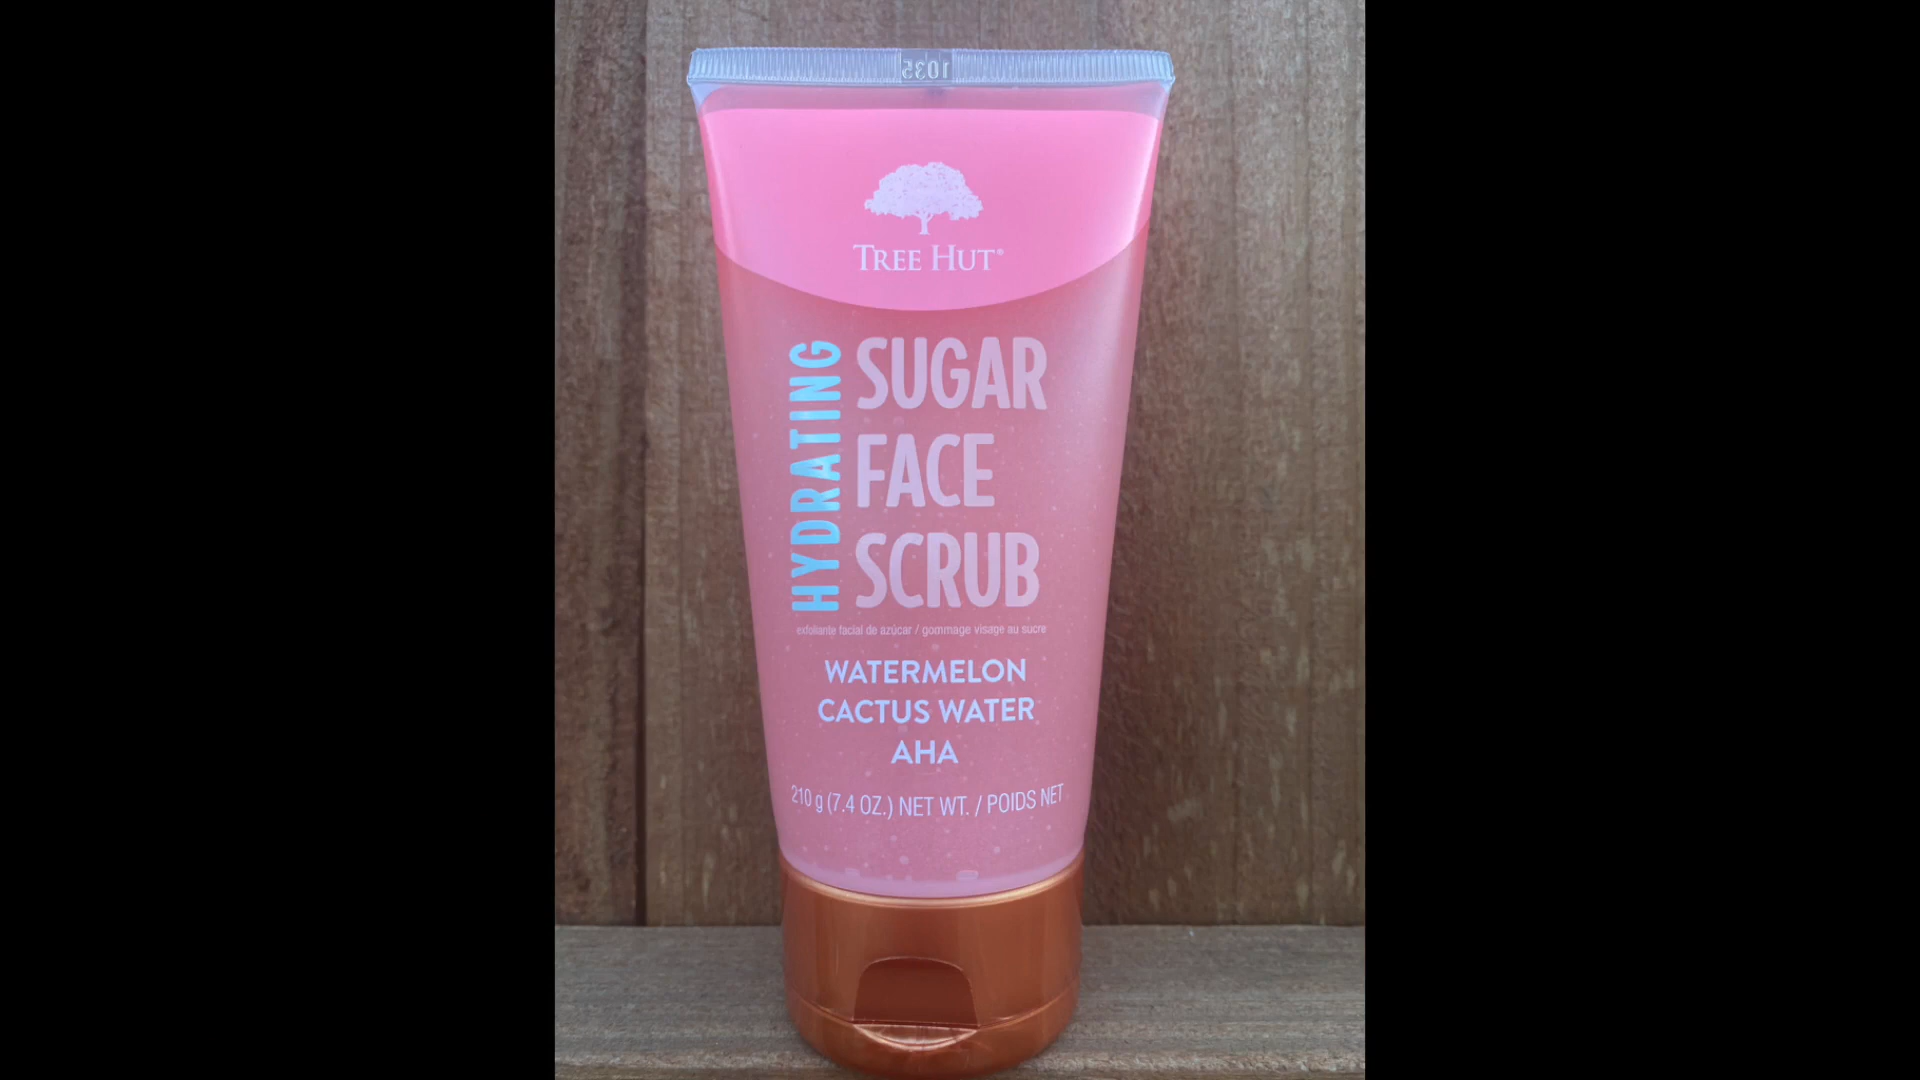 1035
TREE HUT®
HYDRATING
SUGAR
FACE
SCRUB
exfoliante facial de azúcar / gommage visage au sucre
WATERMELON
CACTUS WATER
AHA
210 g (7.4 OZ.) NET WT. / POIDS NET